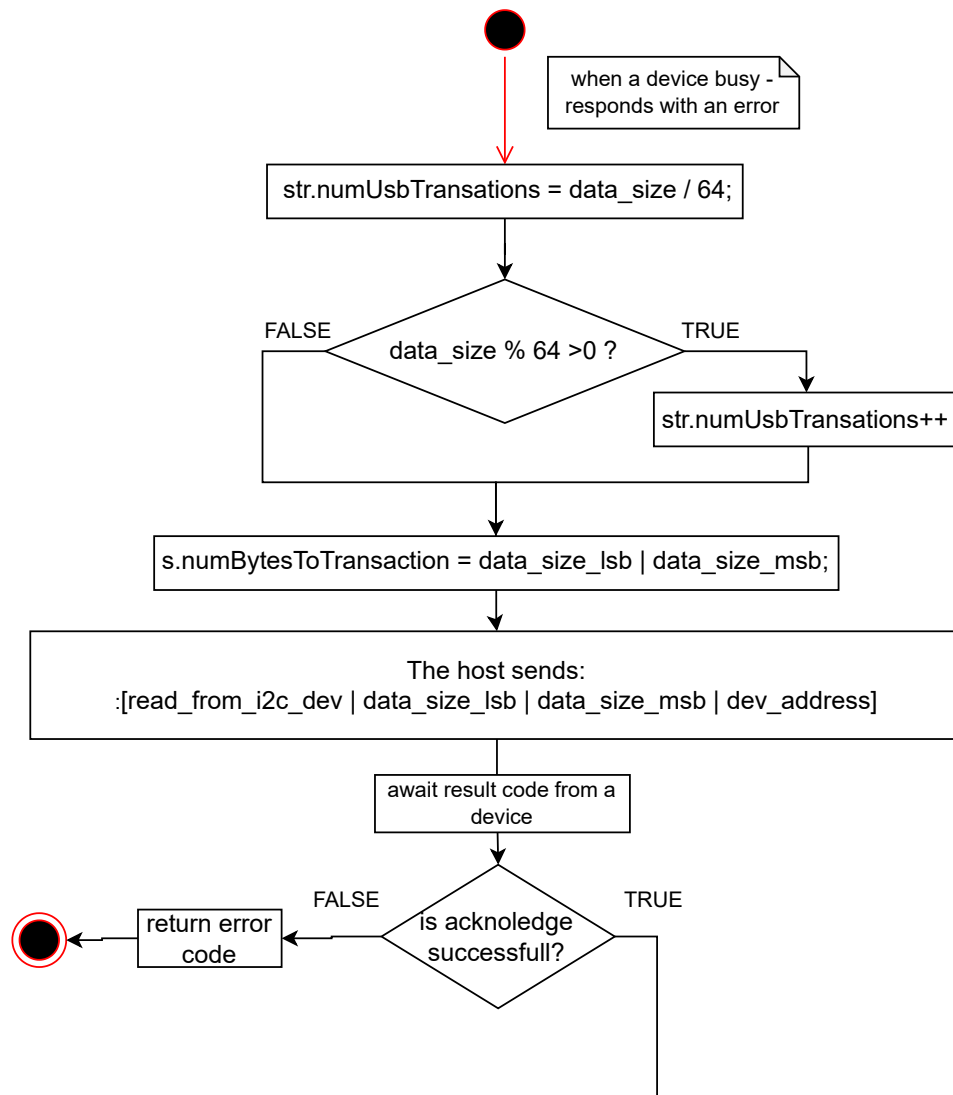 when a device busy -
responds with an error
str.numUsbTransations = data_size / 64;
FALSE
TRUE
data_size % 64 >0 ?
str.numUsbTransations++
s.numBytesToTransaction = data_size_lsb | data_size_msb;
The host sends:
:[read_from_i2c_dev | data_size_lsb | data_size_msb | dev_address]
await result code from a
device
FALSE
TRUE
is acknoledge
successfull?
return error
code